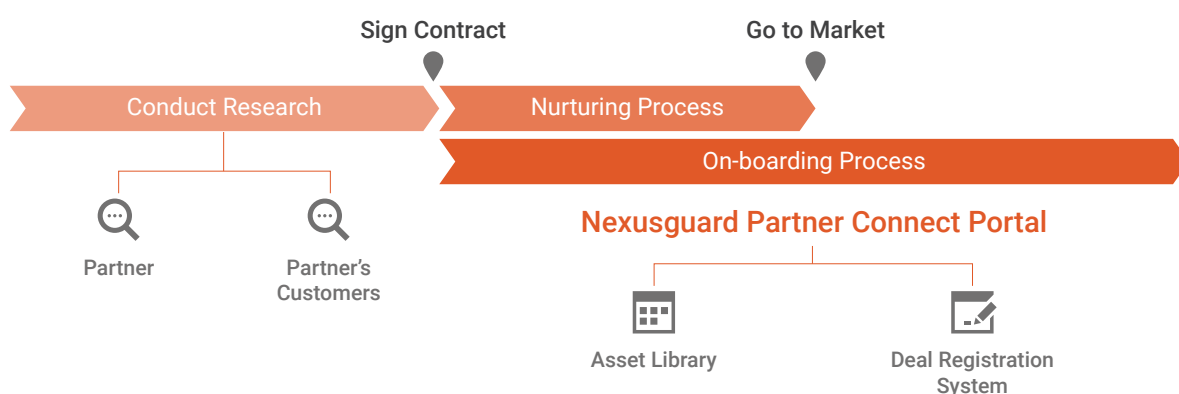 Sign Contract
Go to Market
Conduct Research
Nurturing Process
On-boarding Process
Nexusguard Partner Connect Portal
Partner
Partner's
Customers
Asset Library
Deal Registration
System